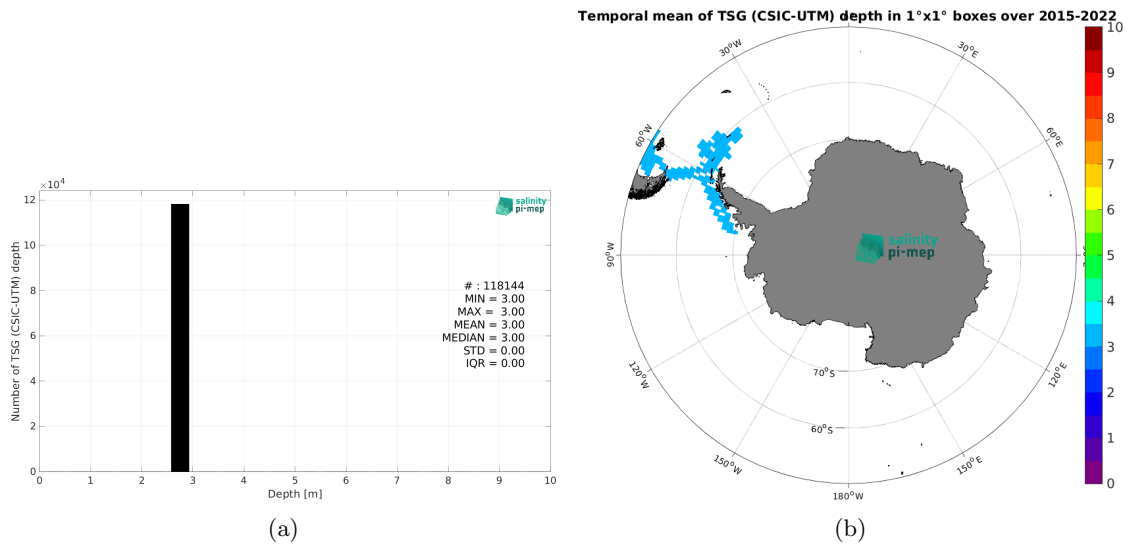 Temporal mean of TSG (CSIC-UTM) depth in 1°x1° boxes over 2015-2022
×10⁴
12
10
8
6
4
2
0
Number of TSG (CSIC-UTM) depth
0 1 2 3 4 5 6 7 8 9 10
Depth [m]
salinity
pi-mep
# : 118144
MIN = 3.00
MAX = 3.00
MEAN = 3.00
MEDIAN = 3.00
STD = 0.00
IQR = 0.00
(a)
0°
30°W
30°E
60°W
60°E
90°W
120°W
120°E
150°W
150°E
180°W
70°S
60°S
salinity
pi-mep
10
9
8
7
6
5
4
3
2
1
0
(b)